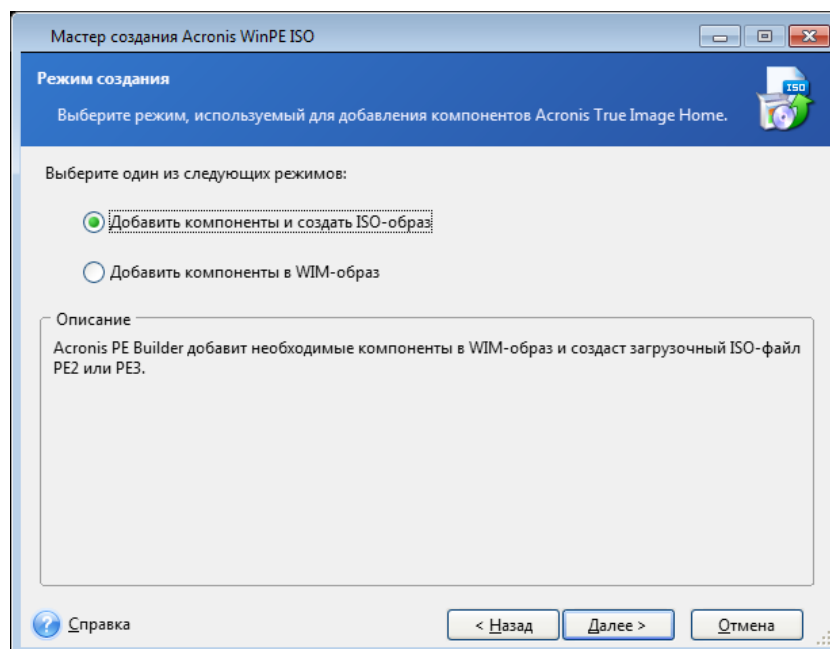 Мастер создания Acronis WinPE ISO
Режим создания
Выберите режим, используемый для добавления компонентов Acronis True Image Home.
ISO
Выберите один из следующих режимов:
Добавить компоненты и создать ISO-образ
Добавить компоненты в WIM-образ
Описание
Acronis PE Builder добавит необходимые компоненты в WIM-образ и создаст загрузочный ISO-файл
PE2 или PE3.
? Справка
< Назад
Далее >
Отмена